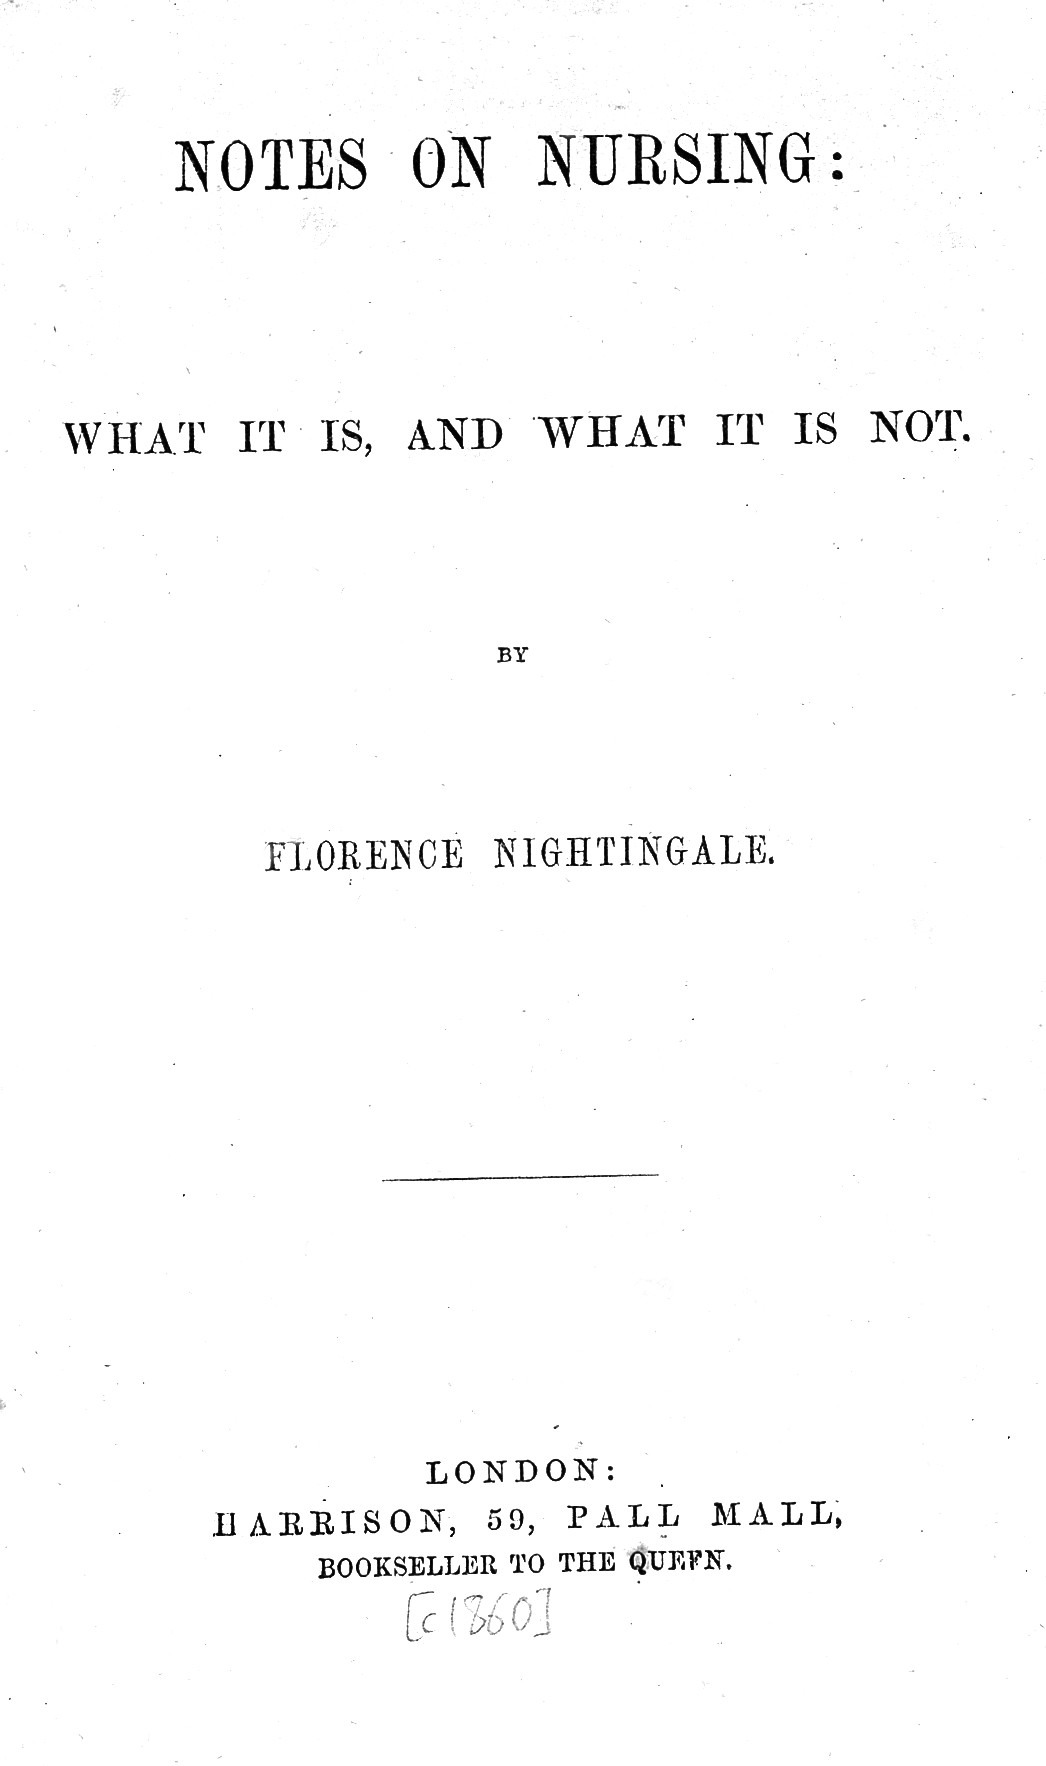 NOTES ON NURSING:
WHAT IT IS, AND WHAT IT IS NOT.
BY
FLORENCE NIGHTINGALE.
LONDON:
HARRISON, 59, PALL MALL,
BOOKSELLER TO THE QUEEN.
[c1860]